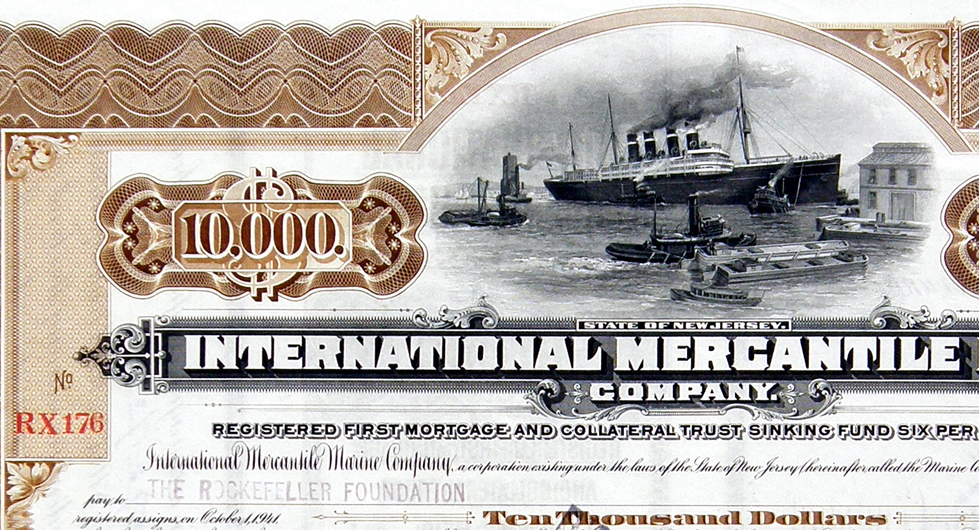 10,000.
STATE OF NEW JERSEY.
INTERNATIONAL MERCANTILE
COMPANY.
No
RX176
REGISTERED FIRST MORTGAGE AND COLLATERAL TRUST SINKING FUND SIX PER
International Mercantile Marine Company, a corporation existing under the laws of the State of New Jersey (hereinafter called the Marine
THE ROCKEFELLER FOUNDATION
pay to
registered assigns, on October 1, 1941.
Ten Thousand Dollars